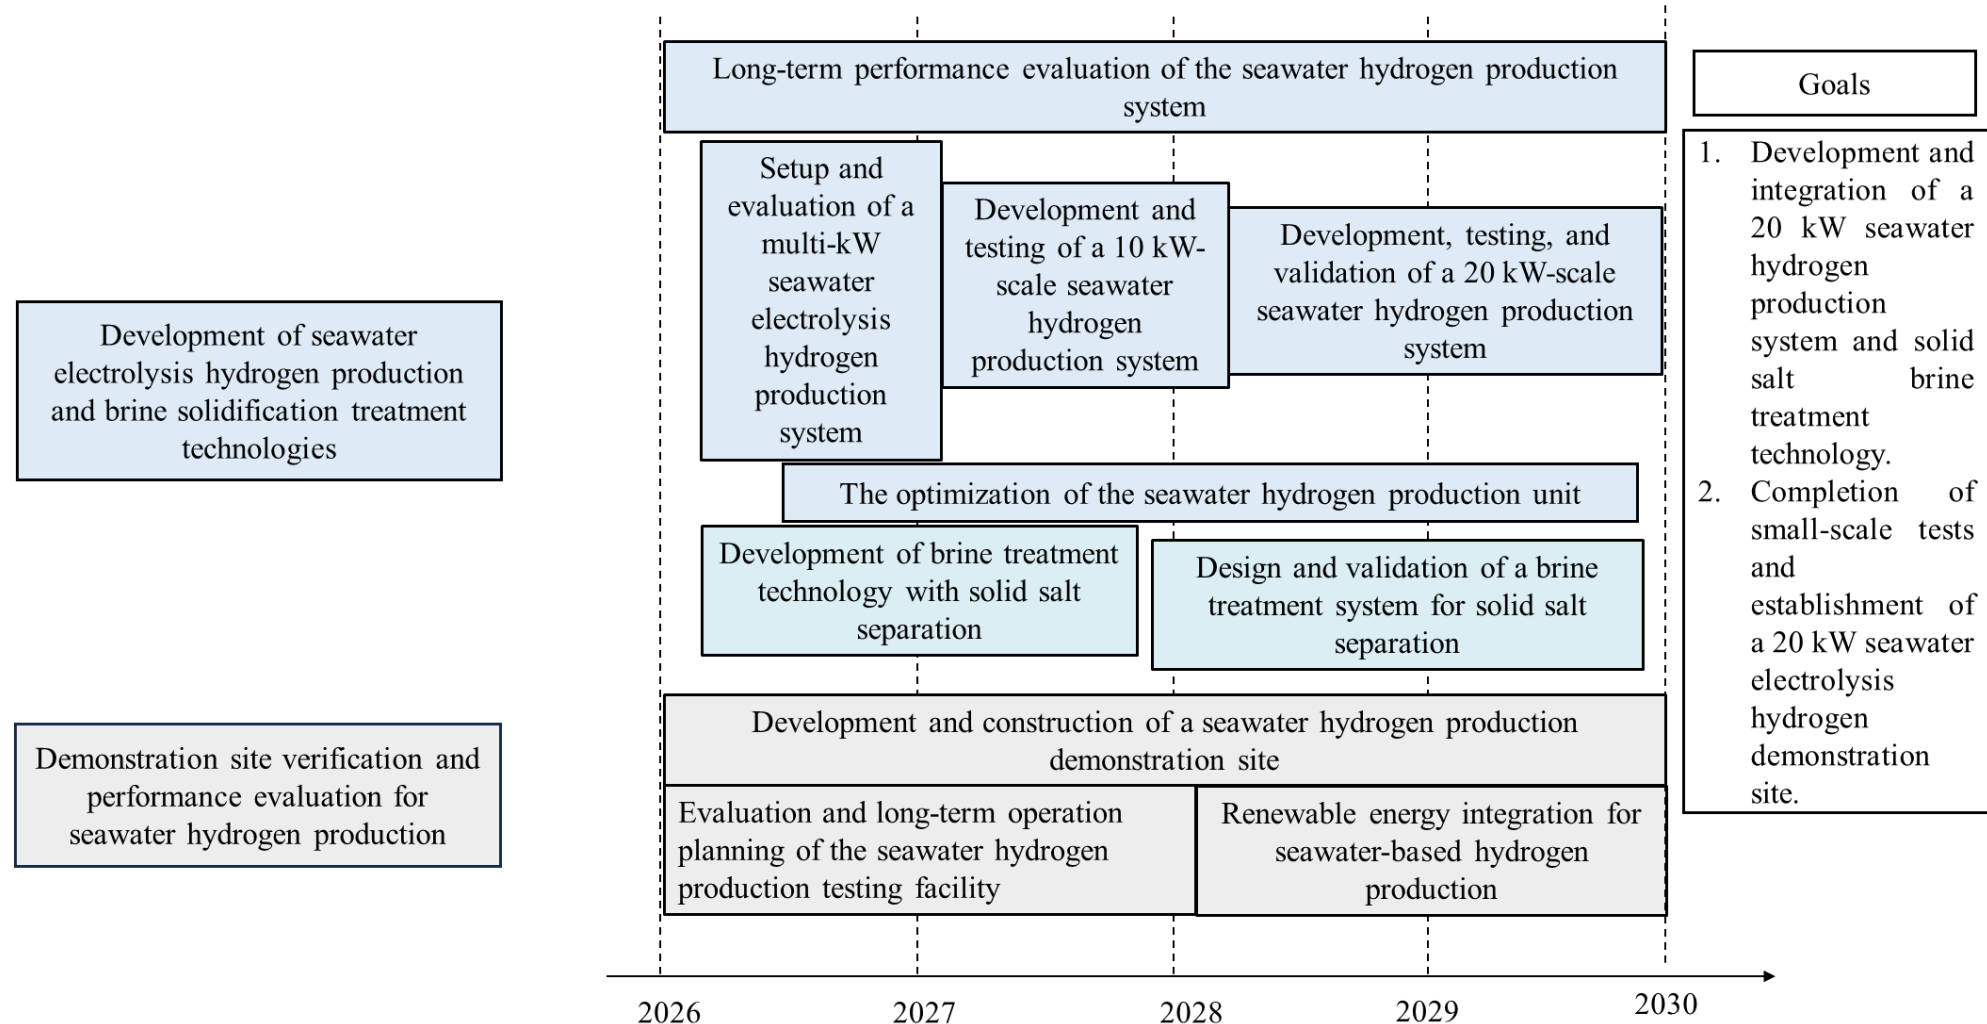 Long-term performance evaluation of the seawater hydrogen production
system
Goals
Setup and
evaluation of a
multi-kW
seawater
electrolysis
hydrogen
production
system
Development and
testing of a 10 kW-
scale seawater
hydrogen
production system
Development, testing, and
validation of a 20 kW-scale
seawater hydrogen production
system
Development of seawater
electrolysis hydrogen production
and brine solidification treatment
technologies
The optimization of the seawater hydrogen production unit
Development of brine treatment
technology with solid salt
separation
Design and validation of a brine
treatment system for solid salt
separation
1. Development and
integration of a
20 kW seawater
hydrogen
production
system and solid
salt brine
treatment
technology.
2. Completion of
small-scale tests
and
establishment of
a 20 kW seawater
electrolysis
hydrogen
demonstration
site.
Demonstration site verification and
performance evaluation for
seawater hydrogen production
Development and construction of a seawater hydrogen production
demonstration site
Evaluation and long-term operation
planning of the seawater hydrogen
production testing facility
Renewable energy integration for
seawater-based hydrogen
production
2026 2027 2028 2029 2030